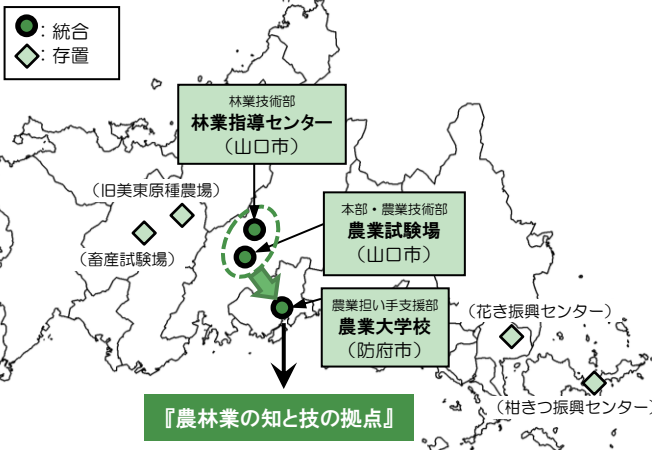 ：統合
：存置
林業技術部
林業指導センター
（山口市）
（旧美東原種農場）
（畜産試験場）
本部・農業技術部
農業試験場
（山口市）
農業担い手支援部
農業大学校
（防府市）
（花き振興センター）
（柑きつ振興センター）
『農林業の知と技の拠点』